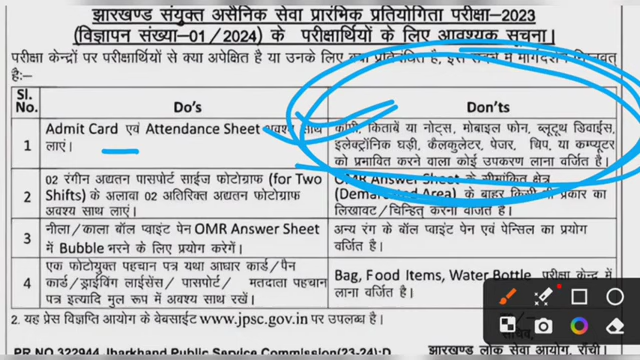 झारखण्ड संयुक्त असैनिक सेवा प्रारंभिक प्रतियोगिता परीक्षा-2023
(विज्ञापन संख्या-01/2024) के परीक्षार्थियों के लिए आवश्यक सूचना।
परीक्षा केन्द्रों पर परीक्षार्थियों से क्या अपेक्षित है या उनके लिए क्या प्रतिबंधित है, इस संबंध में मार्गदर्शन निम्नवत्
है:-
Sl. No.
Do's
Don'ts
1
Admit Card एवं Attendance Sheet अवश्य साथ
लाएं।
कॉपी, किताबें या नोट्स, मोबाइल फोन, ब्लूटूथ डिवाईस,
इलेक्ट्रॉनिक घड़ी, कैलकुलेटर, पेजर, चिप, या कम्प्यूटर
को प्रभावित करने वाला कोई उपकरण लाना वर्जित है।
2
02 रंगीन अद्यतन पासपोर्ट साईज फोटोग्राफ (for Two
Shifts) के अलावा 02 अतिरिक्त अद्यतन फोटोग्राफ
अवश्य साथ लाएं।
OMR Answer Sheet के सीमांकित क्षेत्र
(Demarcated Area) के बाहर किसी भी प्रकार का
लिखावट/चिन्हित करना वर्जित है।
3
नीला/काला बॉल प्वाइंट पेन OMR Answer Sheet
में Bubble भरने के लिए प्रयोग करेगें।
अन्य रंग के बॉल प्वाइंट पेन एवं पेन्सिल का प्रयोग
वर्जित है।
4
एक फोटोयुक्त पहचान पत्र यथा आधार कार्ड/पैन
कार्ड/ड्राईविंग लाईसेंस/ पासपोर्ट/ मतदाता पहचान
पत्र इत्यादि मुल रूप में अवश्य साथ रखें।
Bag, Food Items, Water Bottle परीक्षा केन्द्र में
लाना वर्जित है।
2. यह प्रेस विज्ञप्ति आयोग के वेबसाईट www.jpsc.gov.in पर उपलब्ध है।
सचिव,
झारखण्ड लोक सेवा आयोग, राँची।
PR NO 322944 Jharkhand Public Service Commission(23-24):D